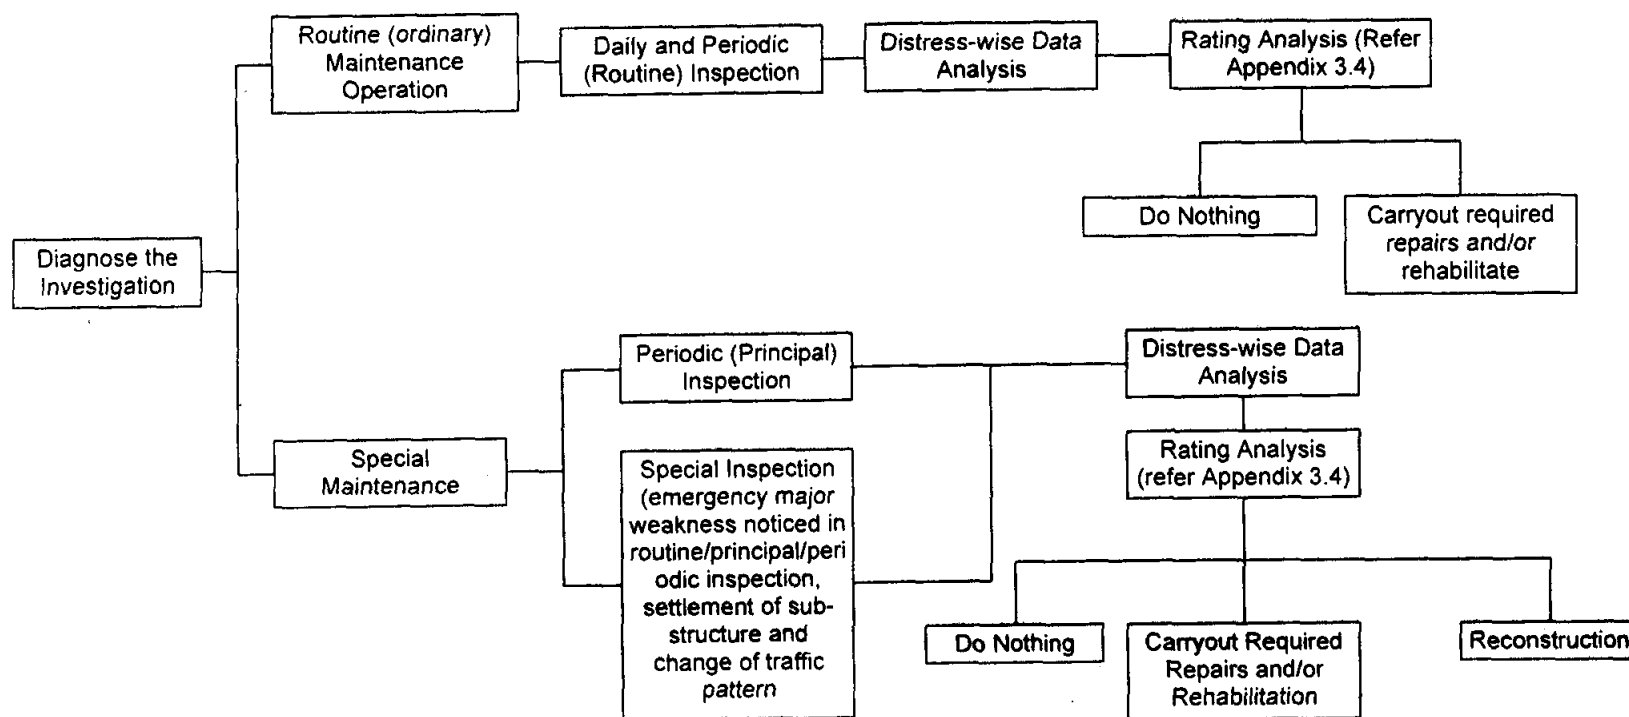 Routine (ordinary)
Maintenance
Operation
Daily and Periodic
(Routine) Inspection
Distress-wise Data
Analysis
Rating Analysis (Refer
Appendix 3.4)
Do Nothing
Carryout required
repairs and/or
rehabilitate
Diagnose the
Investigation
Periodic (Principal)
Inspection
Distress-wise Data
Analysis
Special
Maintenance
Special Inspection
(emergency major
weakness noticed in
routine/principal/peri
odic inspection,
settlement of sub-
structure and
change of traffic
pattern
Rating Analysis
(refer Appendix 3.4)
Do Nothing
Carryout Required
Repairs and/or
Rehabilitation
Reconstruction